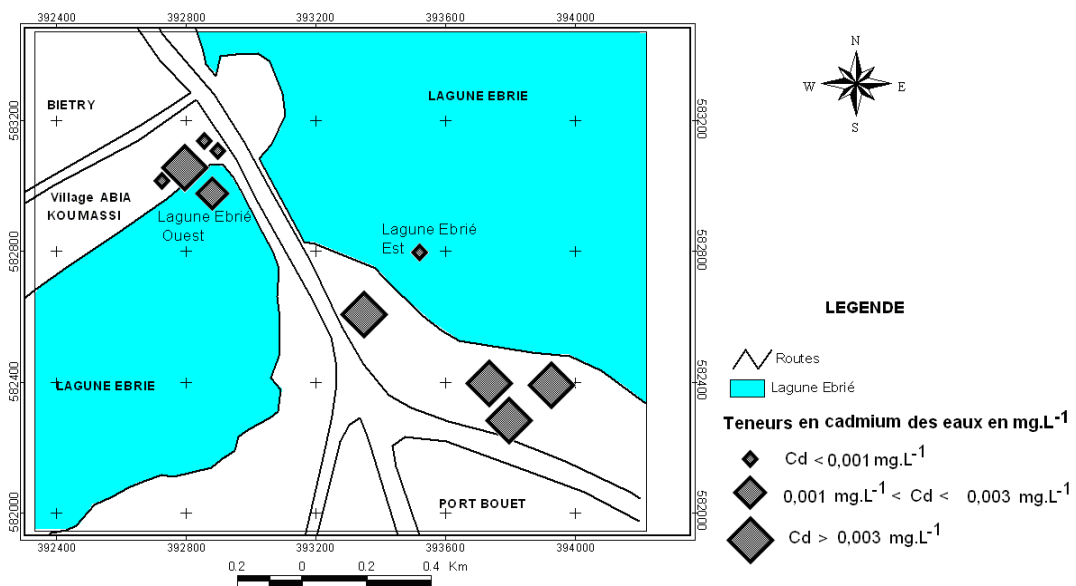 392400 392800 393200 393600 394000
N
W E
S
BIETRY
LAGUNE EBRIE
583200 583200
Village ABIA
KOUMASSI
Lagune Ebrié
Ouest
Lagune Ebrié
Est
582800 582800
LEGENDE
Routes
Lagune Ebrié
LAGUNE EBRIE
582400 582400
Teneurs en cadmium des eaux en mg.L-1
Cd < 0,001 mg.L-1
0,001 mg.L-1 < Cd < 0,003 mg.L-1
Cd > 0,003 mg.L-1
PORT BOUET
582000 582000
392400 392800 393200 393600 394000
0.2 0 0.2 0.4 Km